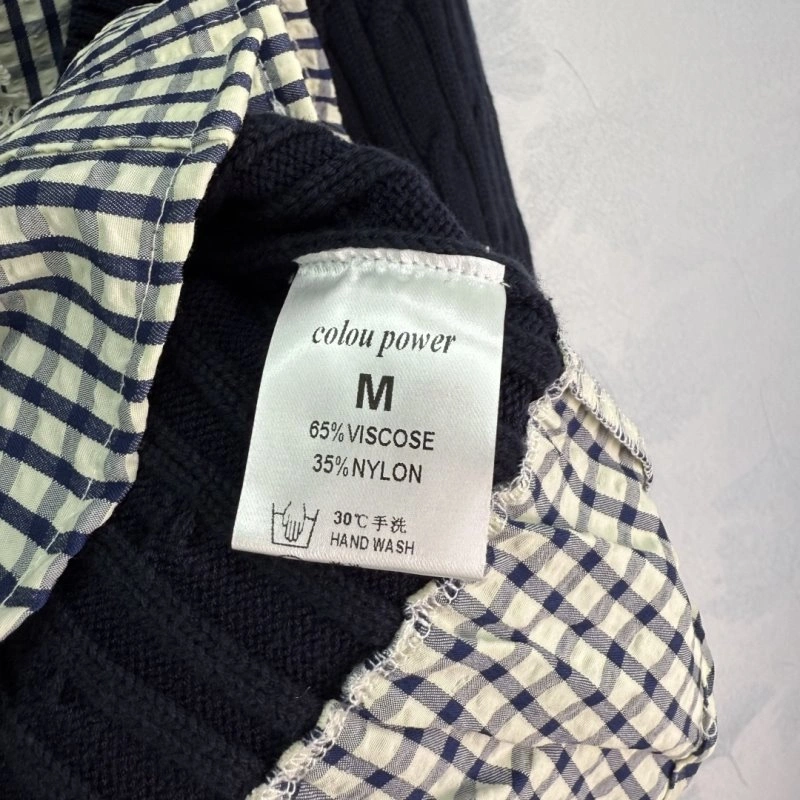 colou power
M
65%VISCOSE
35%NYLON
30℃手洗
HAND WASH